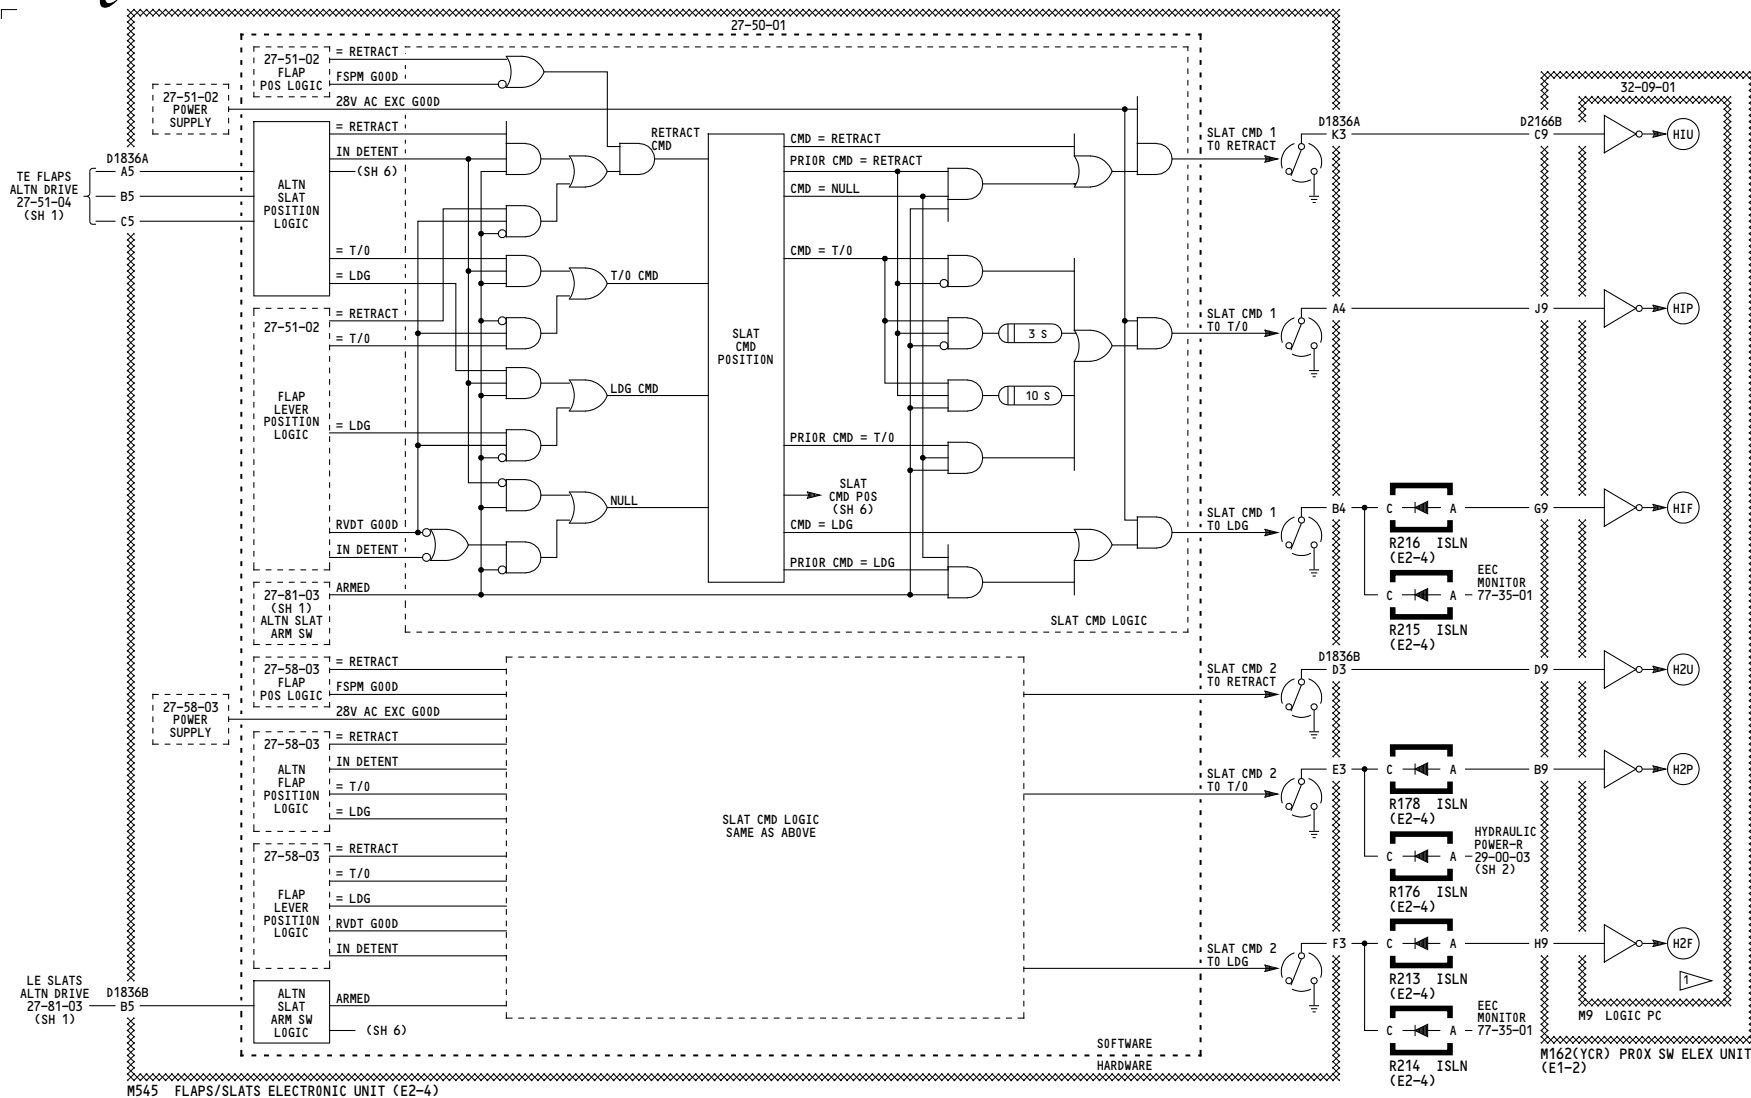 27-50-01
27-51-02
FLAP
POS LOGIC
= RETRACT
FSPM GOOD
27-51-02
POWER
SUPPLY
28V AC EXC GOOD
= RETRACT
IN DETENT
(SH 6)
ALTN
SLAT
POSITION
LOGIC
= T/O
= LDG
TE FLAPS
ALTN DRIVE
27-51-04
(SH 1)
D1836A
A5
B5
C5
27-51-02
FLAP
LEVER
POSITION
LOGIC
= RETRACT
= T/O
= LDG
RVDT GOOD
IN DETENT
27-81-03
(SH 1)
ALTN SLAT
ARM SW
ARMED
RETRACT
CMD
T/O CMD
LDG CMD
NULL
SLAT
CMD
POSITION
CMD = RETRACT
PRIOR CMD = RETRACT
CMD = NULL
CMD = T/O
3 S
10 S
PRIOR CMD = T/O
SLAT
CMD POS
(SH 6)
CMD = LDG
PRIOR CMD = LDG
SLAT CMD LOGIC
SLAT CMD 1
TO RETRACT
SLAT CMD 1
TO T/O
SLAT CMD 1
TO LDG
D1836A
K3
A4
B4
D2166B
C9
J9
G9
32-09-01
HIU
HIP
HIF
C A
R216 ISLN
(E2-4)
C A
R215 ISLN
(E2-4)
EEC
MONITOR
77-35-01
27-58-03
FLAP
POS LOGIC
= RETRACT
FSPM GOOD
27-58-03
POWER
SUPPLY
28V AC EXC GOOD
27-58-03
ALTN
FLAP
POSITION
LOGIC
= RETRACT
IN DETENT
= T/O
= LDG
27-58-03
FLAP
LEVER
POSITION
LOGIC
= RETRACT
= T/O
= LDG
RVDT GOOD
IN DETENT
LE SLATS
ALTN DRIVE
27-81-03
(SH 1)
D1836B
B5
ALTN
SLAT
ARM SW
LOGIC
ARMED
(SH 6)
SLAT CMD LOGIC
SAME AS ABOVE
SLAT CMD 2
TO RETRACT
SLAT CMD 2
TO T/O
SLAT CMD 2
TO LDG
D1836B
D3
E3
F3
D9
B9
H9
H2U
H2P
H2F
C A
R178 ISLN
(E2-4)
C A
R176 ISLN
(E2-4)
HYDRAULIC
POWER-R
29-00-03
(SH 2)
C A
R213 ISLN
(E2-4)
C A
R214 ISLN
(E2-4)
EEC
MONITOR
77-35-01
1
M9 LOGIC PC
M162(YCR) PROX SW ELEX UNIT
(E1-2)
SOFTWARE
HARDWARE
M545 FLAPS/SLATS ELECTRONIC UNIT (E2-4)